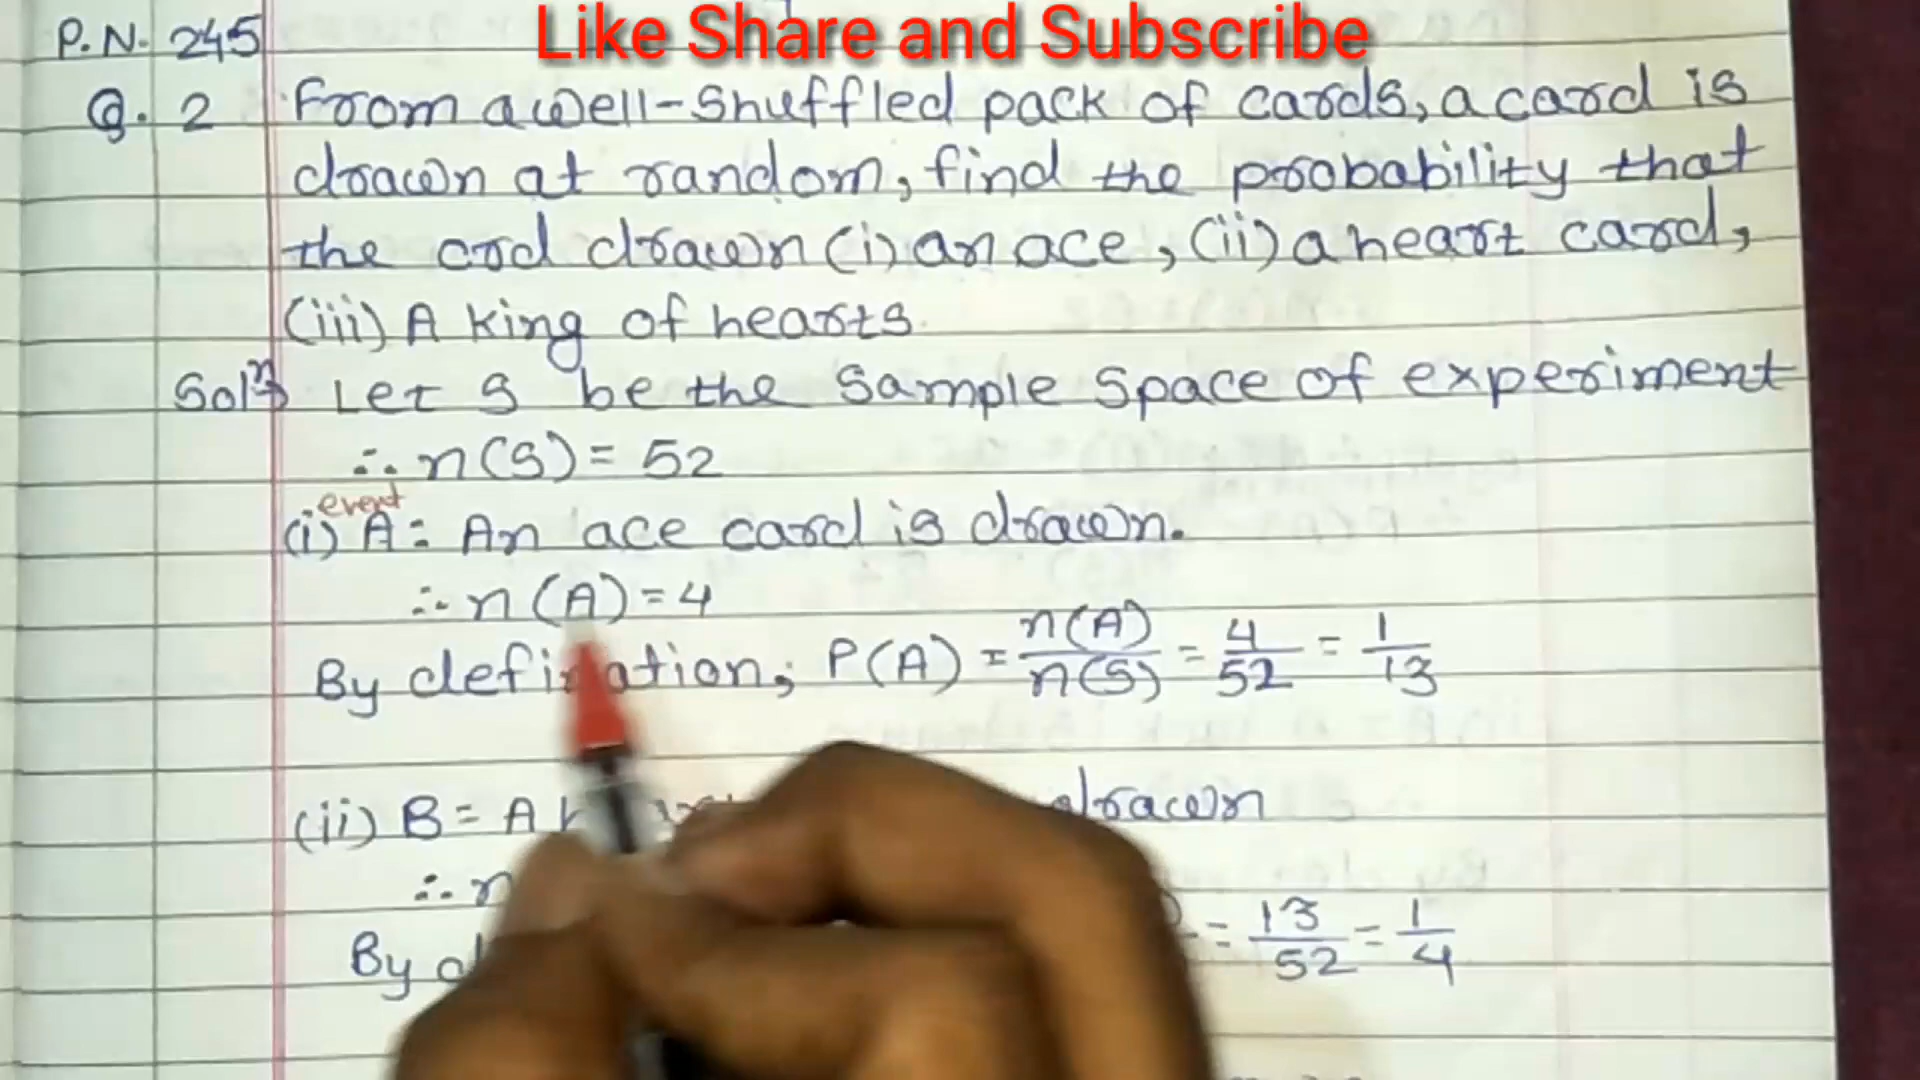 Like Share and Subscribe
P.N. 245
Q. 2 From a well-shuffled pack of cards, a card is
drawn at random, find the probability that
the crd drawn (i) an ace, (ii) a heart card,
(iii) A king of hearts.
Solⁿ Let S be the Sample Space of experiment
∴ n(S) = 52
event
(i) A: An ace card is drawn.
∴ n(A) = 4
By defination, P(A) = n(A)/n(S) = 4/52 = 1/13
(ii) B = A drawn
∴ n
By = 13/52 = 1/4